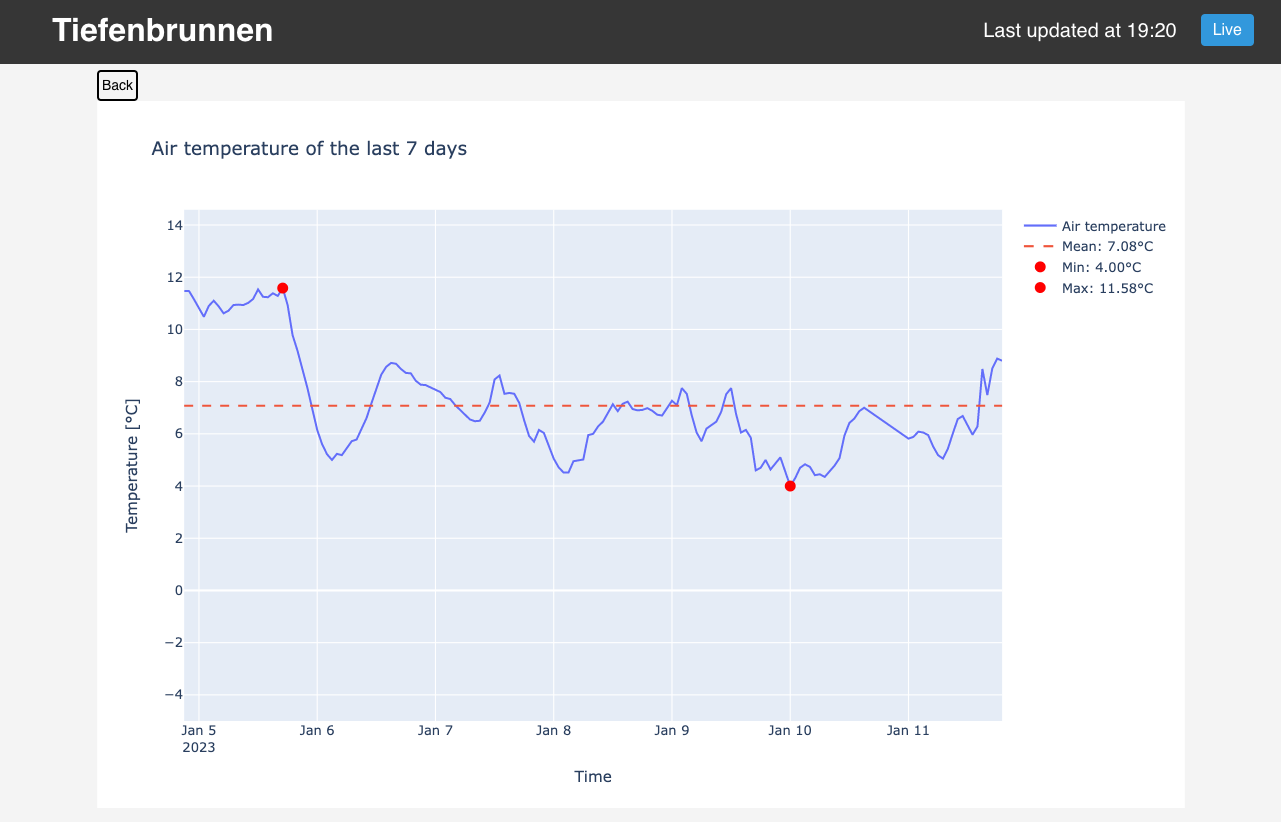 Tiefenbrunnen
Last updated at 19:20
Live
Back
Air temperature of the last 7 days
14
12
10
8
6
4
2
0
−2
−4
Temperature [°C]
Jan 5
2023
Jan 6
Jan 7
Jan 8
Jan 9
Jan 10
Jan 11
Time
Air temperature
Mean: 7.08°C
Min: 4.00°C
Max: 11.58°C